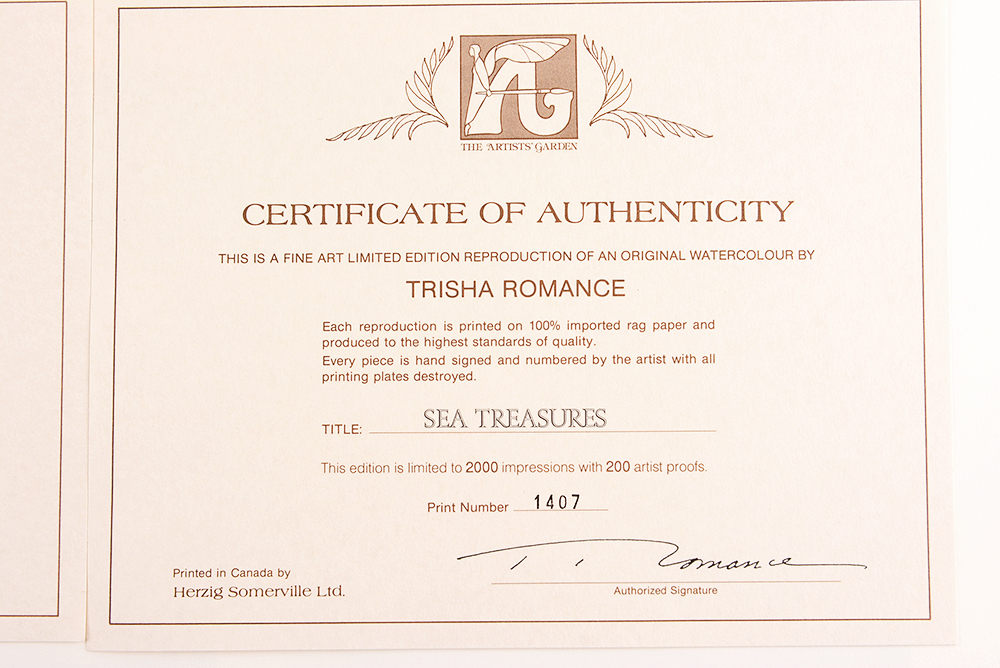 THE ARTISTS' GARDEN
CERTIFICATE OF AUTHENTICITY
THIS IS A FINE ART LIMITED EDITION REPRODUCTION OF AN ORIGINAL WATERCOLOUR BY
TRISHA ROMANCE
Each reproduction is printed on 100% imported rag paper and
produced to the highest standards of quality.
Every piece is hand signed and numbered by the artist with all
printing plates destroyed.
TITLE: SEA TREASURES
This edition is limited to 2000 impressions with 200 artist proofs.
Print Number 1407
T. Romance
Printed in Canada by
Herzig Somerville Ltd.
Authorized Signature